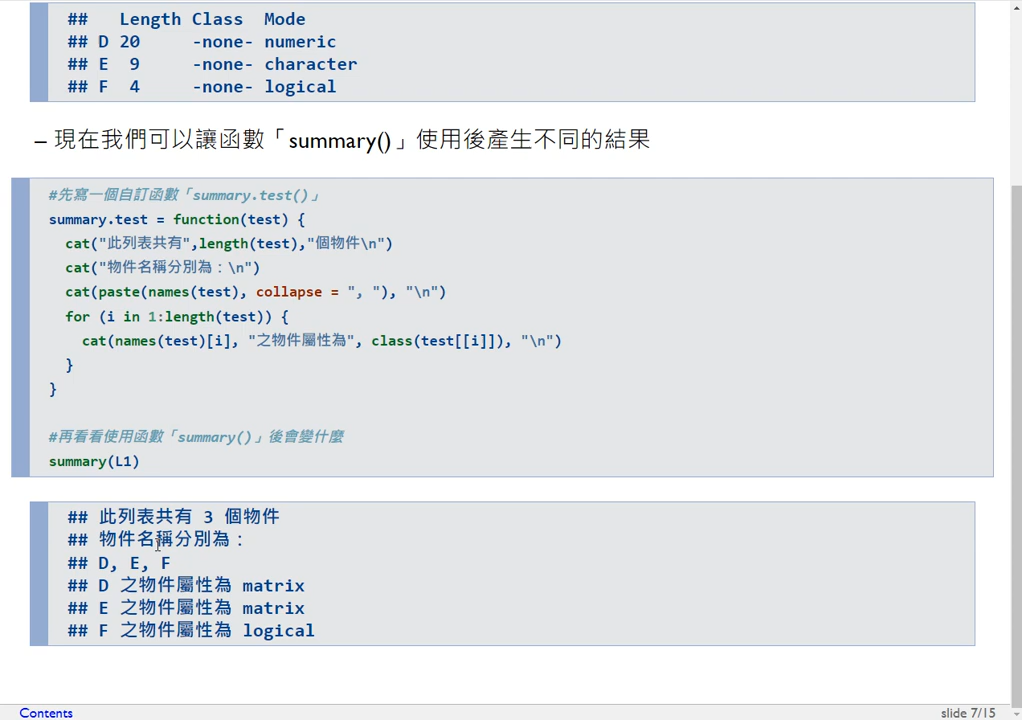 ##   Length Class  Mode
## D 20     -none- numeric
## E  9     -none- character
## F  4     -none- logical
– 現在我們可以讓函數「summary()」使用後產生不同的結果
#先寫一個自訂函數「summary.test()」
summary.test = function(test) {
  cat("此列表共有",length(test),"個物件\n")
  cat("物件名稱分別為：\n")
  cat(paste(names(test), collapse = ", "), "\n")
  for (i in 1:length(test)) {
    cat(names(test)[i], "之物件屬性為", class(test[[i]]), "\n")
  }
}
#再看看使用函數「summary()」後會變什麼
summary(L1)
## 此列表共有 3 個物件
## 物件名稱分別為：
## D, E, F
## D 之物件屬性為 matrix
## E 之物件屬性為 matrix
## F 之物件屬性為 logical
Contents
slide 7/15